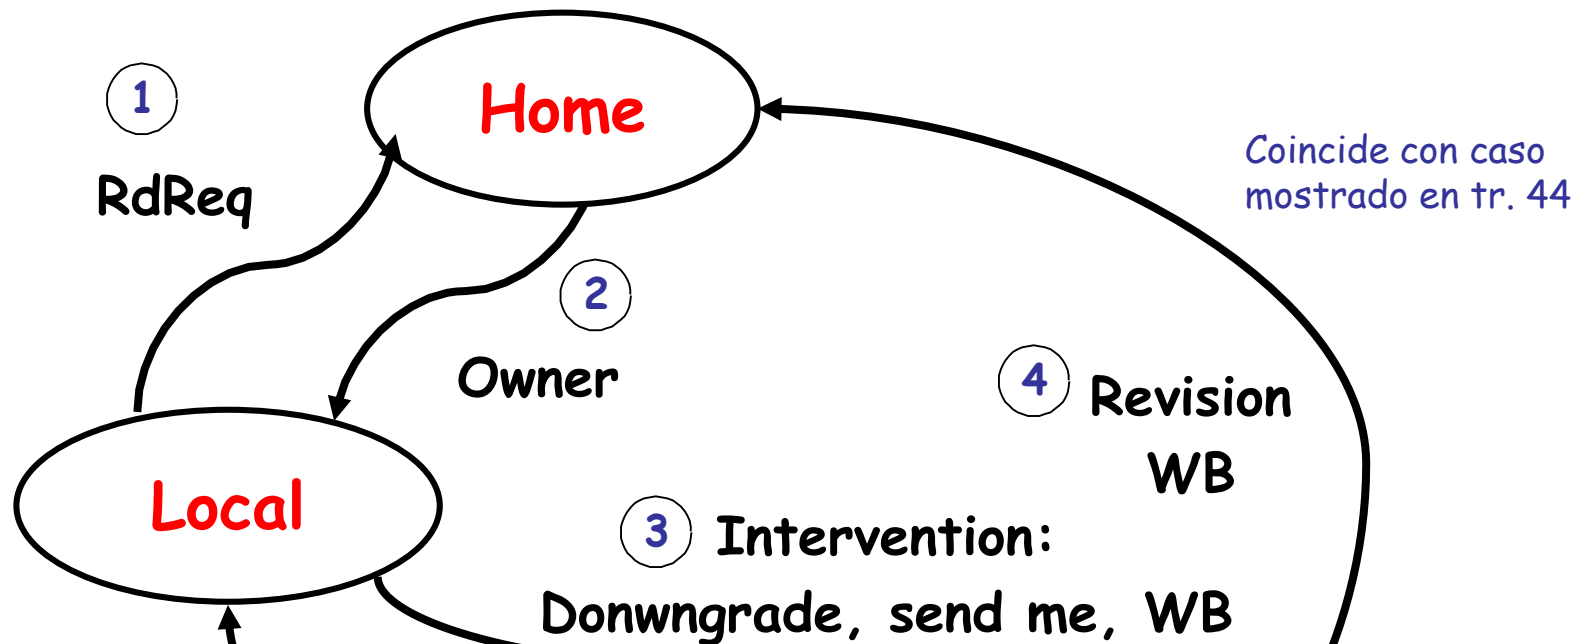 1
Home
Coincide con caso
mostrado en tr. 44
RdReq
2
Owner
4 Revision
WB
Local
3 Intervention:
Donwngrade, send me, WB